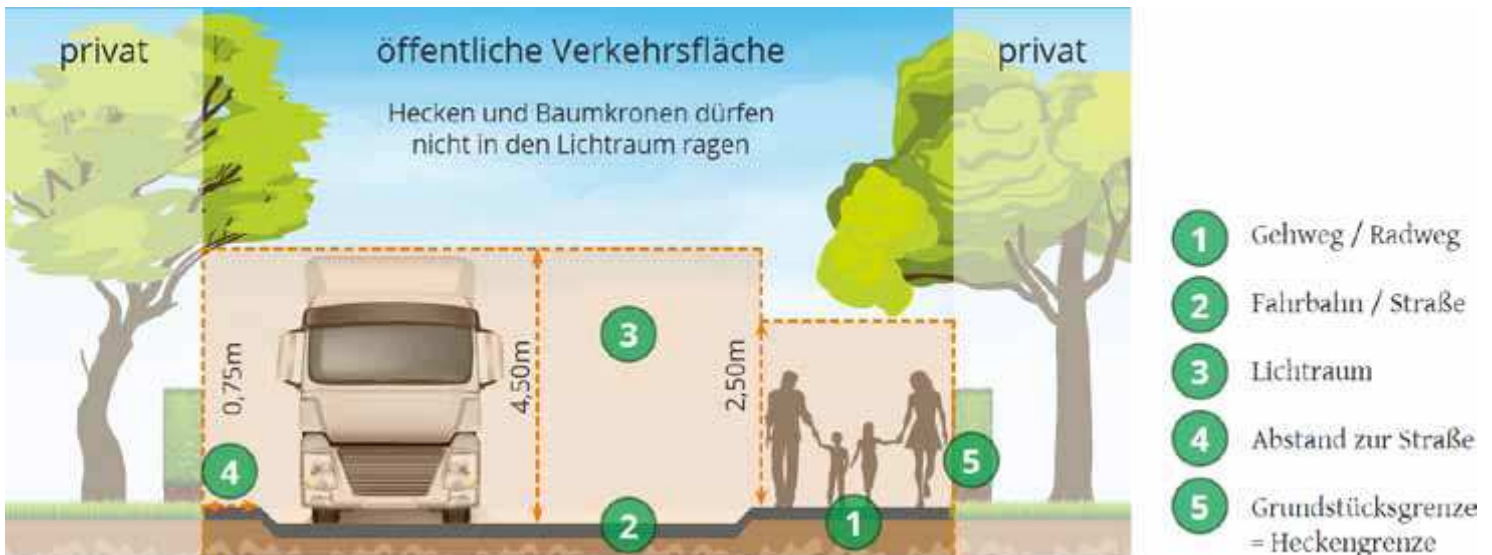 privat
öffentliche Verkehrsfläche
privat
Hecken und Baumkronen dürfen
nicht in den Lichtraum ragen
0,75m
4,50m
2,50m
3
4
5
2
1
1 Gehweg / Radweg
2 Fahrbahn / Straße
3 Lichtraum
4 Abstand zur Straße
5 Grundstücksgrenze
= Heckengrenze